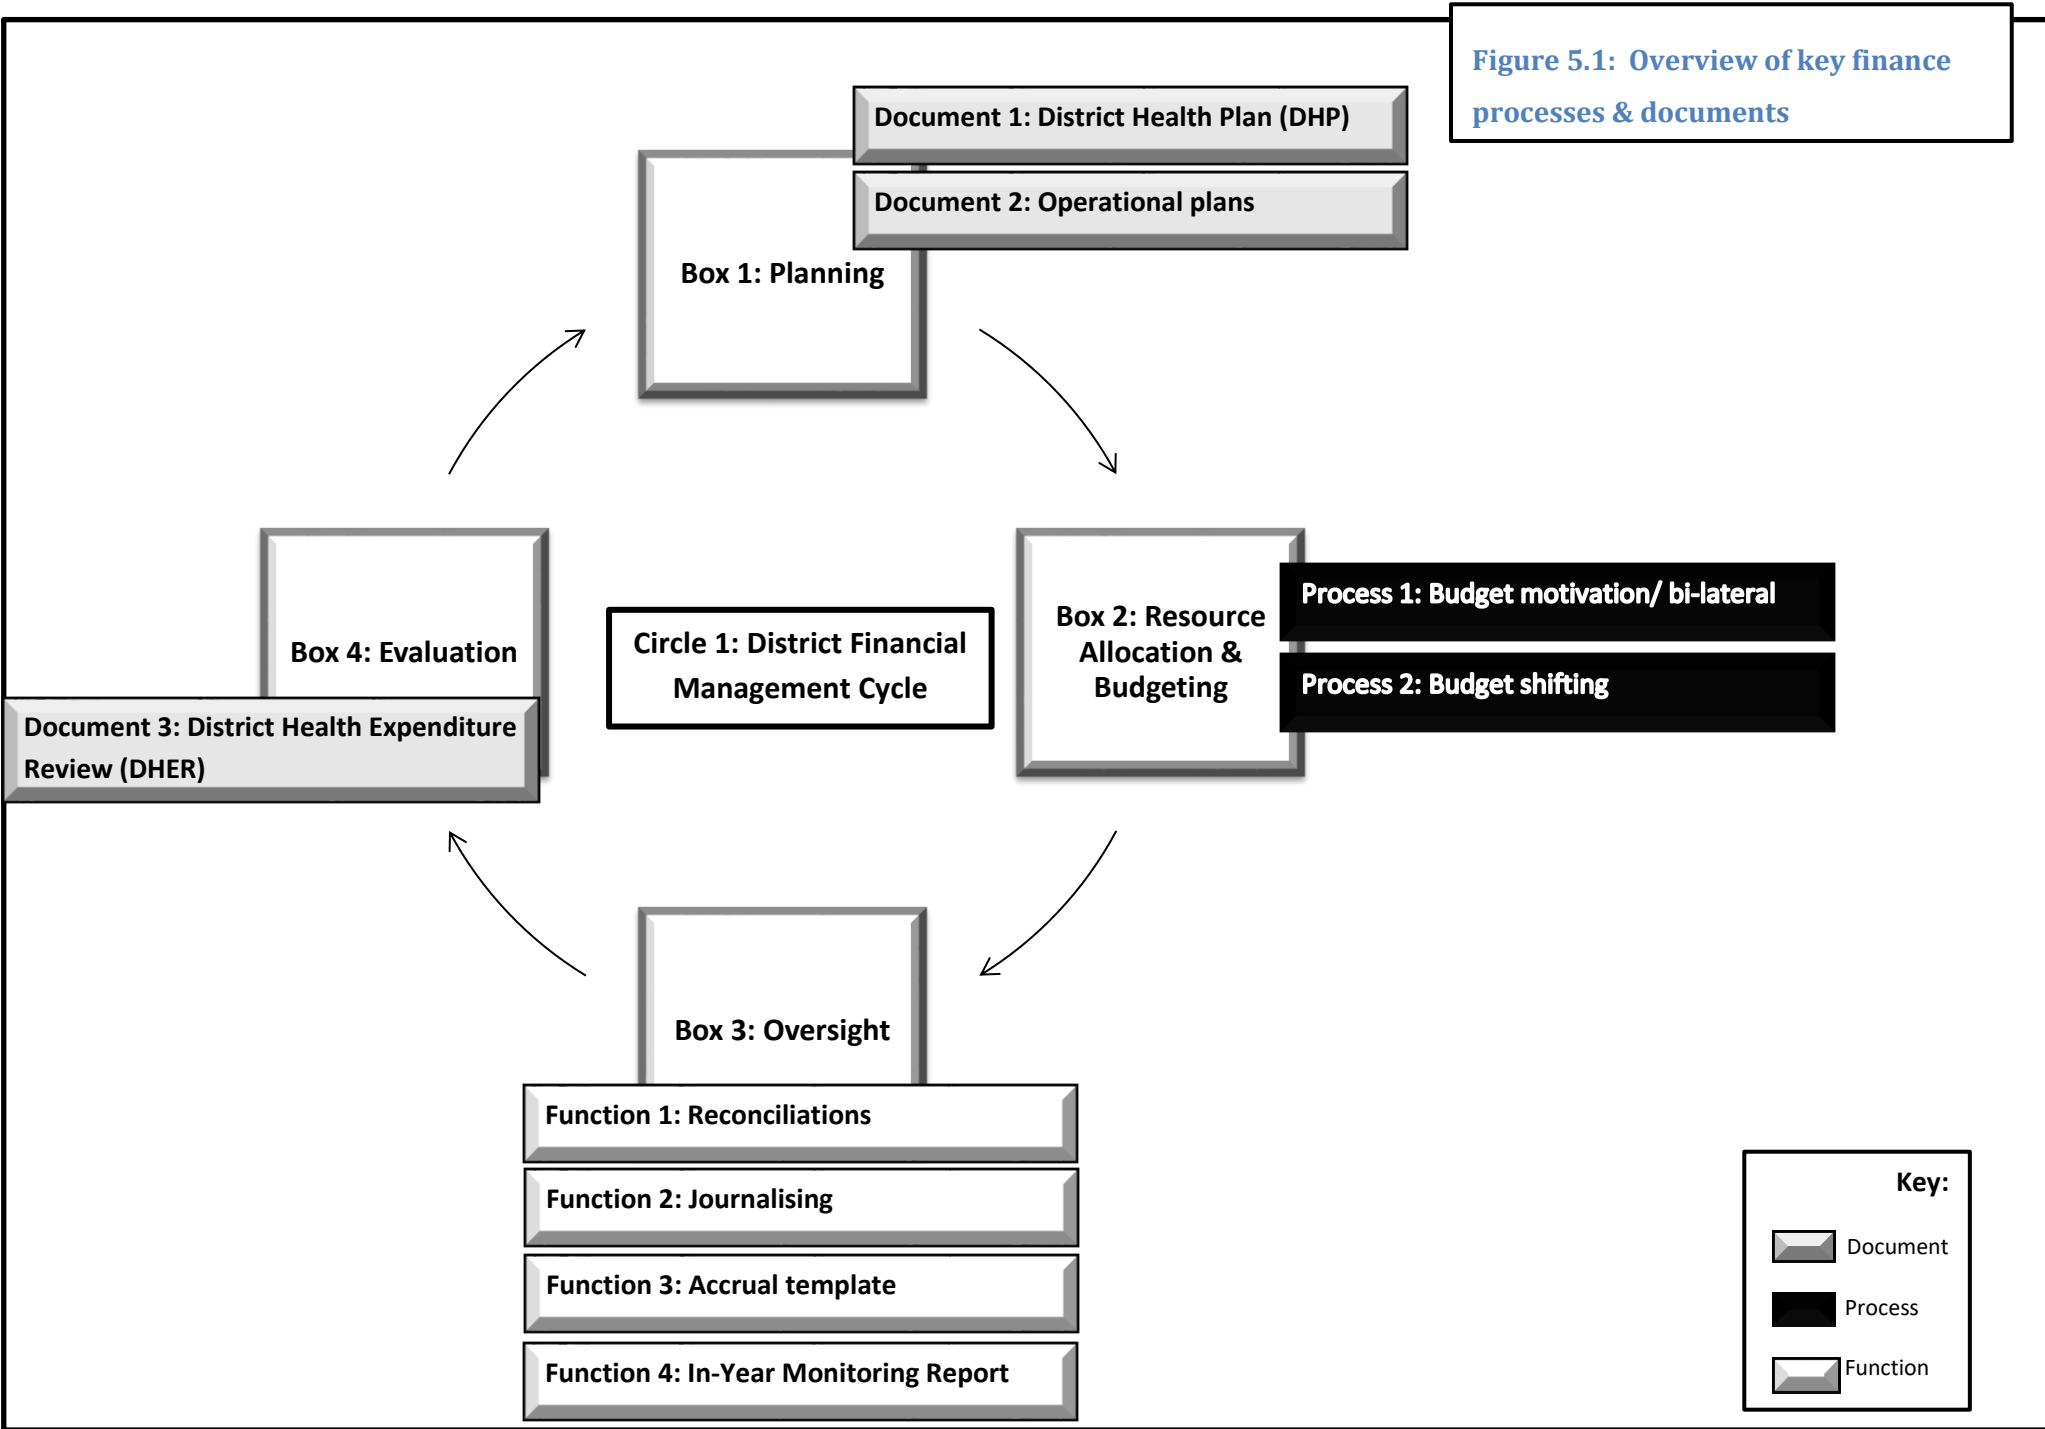 Figure 5.1:  Overview of key finance
processes & documents
Document 1: District Health Plan (DHP)
Document 2: Operational plans
Box 1: Planning
Process 1: Budget motivation/ bi-lateral
Process 2: Budget shifting
Box 2: Resource
Allocation &
Budgeting
Circle 1: District Financial
Management Cycle
Box 4: Evaluation
Document 3: District Health Expenditure
Review (DHER)
Box 3: Oversight
Function 1: Reconciliations
Function 2: Journalising
Function 3: Accrual template
Function 4: In-Year Monitoring Report
Key:
Document
Process
Function